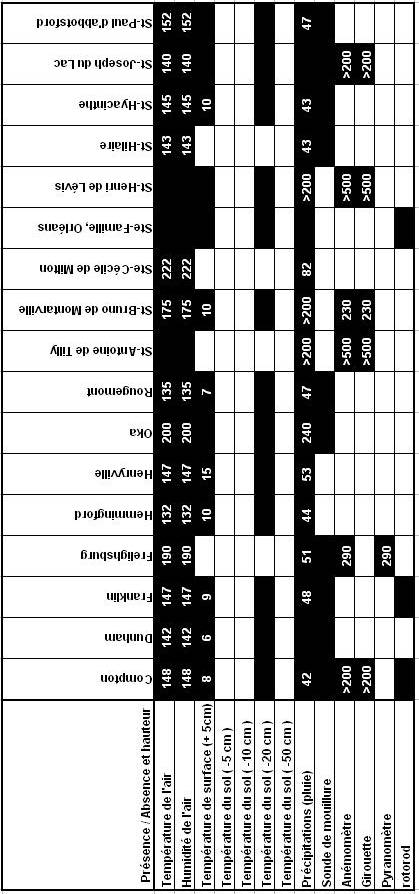 Présence / Absence et hauteur Compton Dunham Franklin Frelighsburg Hemmingford Henryville Oka Rougemont St-Antoine de Tilly St-Bruno de Montarville Ste-Cécile de Milton Ste-Famille, Orléans St-Henri de Lévis St-Hilaire St-Hyacinthe St-Joseph du Lac St-Paul d'abbotsford
Température de l'air 148 142 147 190 132 147 200 135 175 222 143 145 140 152
Humidité de l'air 148 142 147 190 132 147 200 135 175 222 143 145 140 152
Température de surface (+ 5cm) 8 6 9 10 15 7 10 10
Température du sol ( -5 cm )
Température du sol ( -10 cm )
Température du sol ( -20 cm )
Température du sol ( -50 cm )
Précipitations (pluie) 42 48 51 44 53 240 47 >200 >200 82 >200 43 43 47
Sonde de mouillure
Anémomètre >200 290 >500 230 >500 >200
Girouette >200 >500 230 >500 >200
Pyranomètre 290
Rotorod